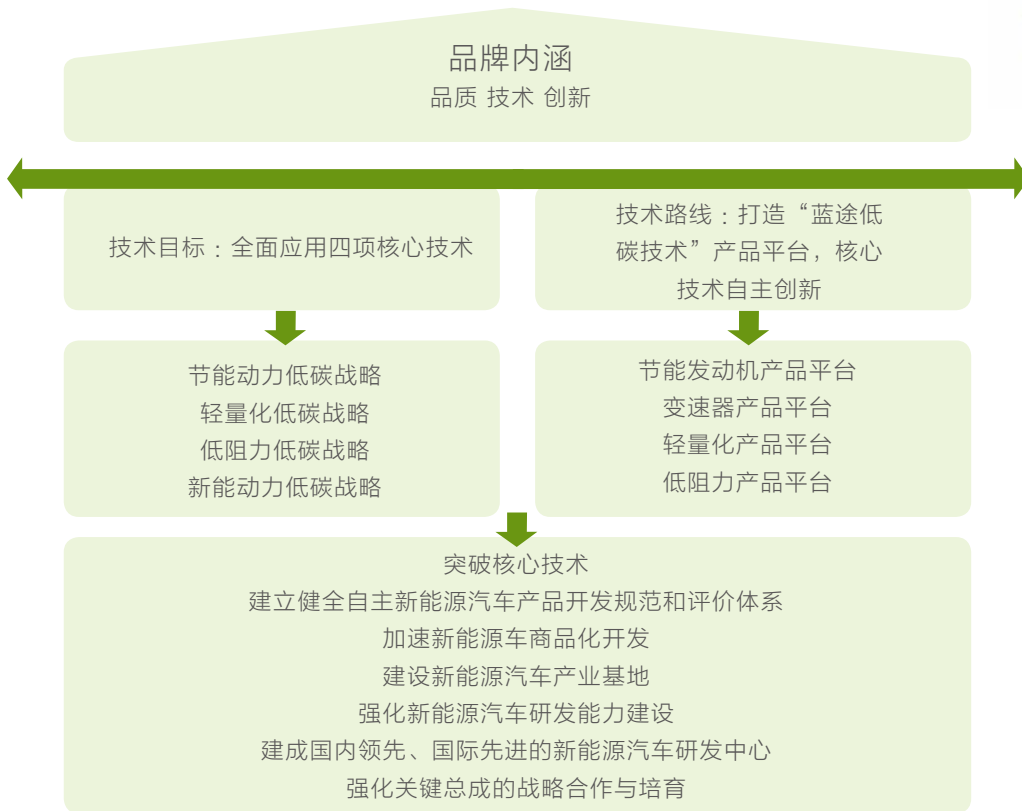 品牌内涵
品质 技术 创新
技术目标：全面应用四项核心技术
技术路线：打造“蓝途低
碳技术”产品平台，核心
技术自主创新
节能动力低碳战略
轻量化低碳战略
低阻力低碳战略
新能动力低碳战略
节能发动机产品平台
变速器产品平台
轻量化产品平台
低阻力产品平台
突破核心技术
建立健全自主新能源汽车产品开发规范和评价体系
加速新能源车商品化开发
建设新能源汽车产业基地
强化新能源汽车研发能力建设
建成国内领先、国际先进的新能源汽车研发中心
强化关键总成的战略合作与培育